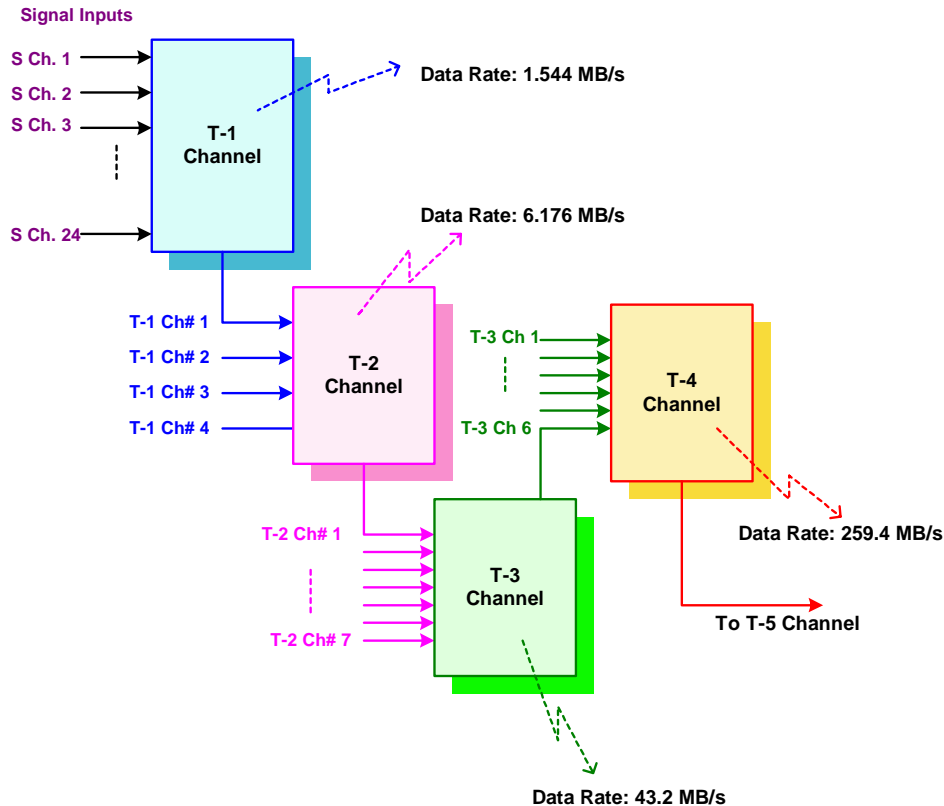 Signal Inputs
S Ch. 1
S Ch. 2
S Ch. 3
S Ch. 24
T-1
Channel
Data Rate: 1.544 MB/s
Data Rate: 6.176 MB/s
T-1 Ch# 1
T-1 Ch# 2
T-1 Ch# 3
T-1 Ch# 4
T-2
Channel
T-3 Ch 1
T-3 Ch 6
T-4
Channel
Data Rate: 259.4 MB/s
T-2 Ch# 1
T-2 Ch# 7
T-3
Channel
To T-5 Channel
Data Rate: 43.2 MB/s